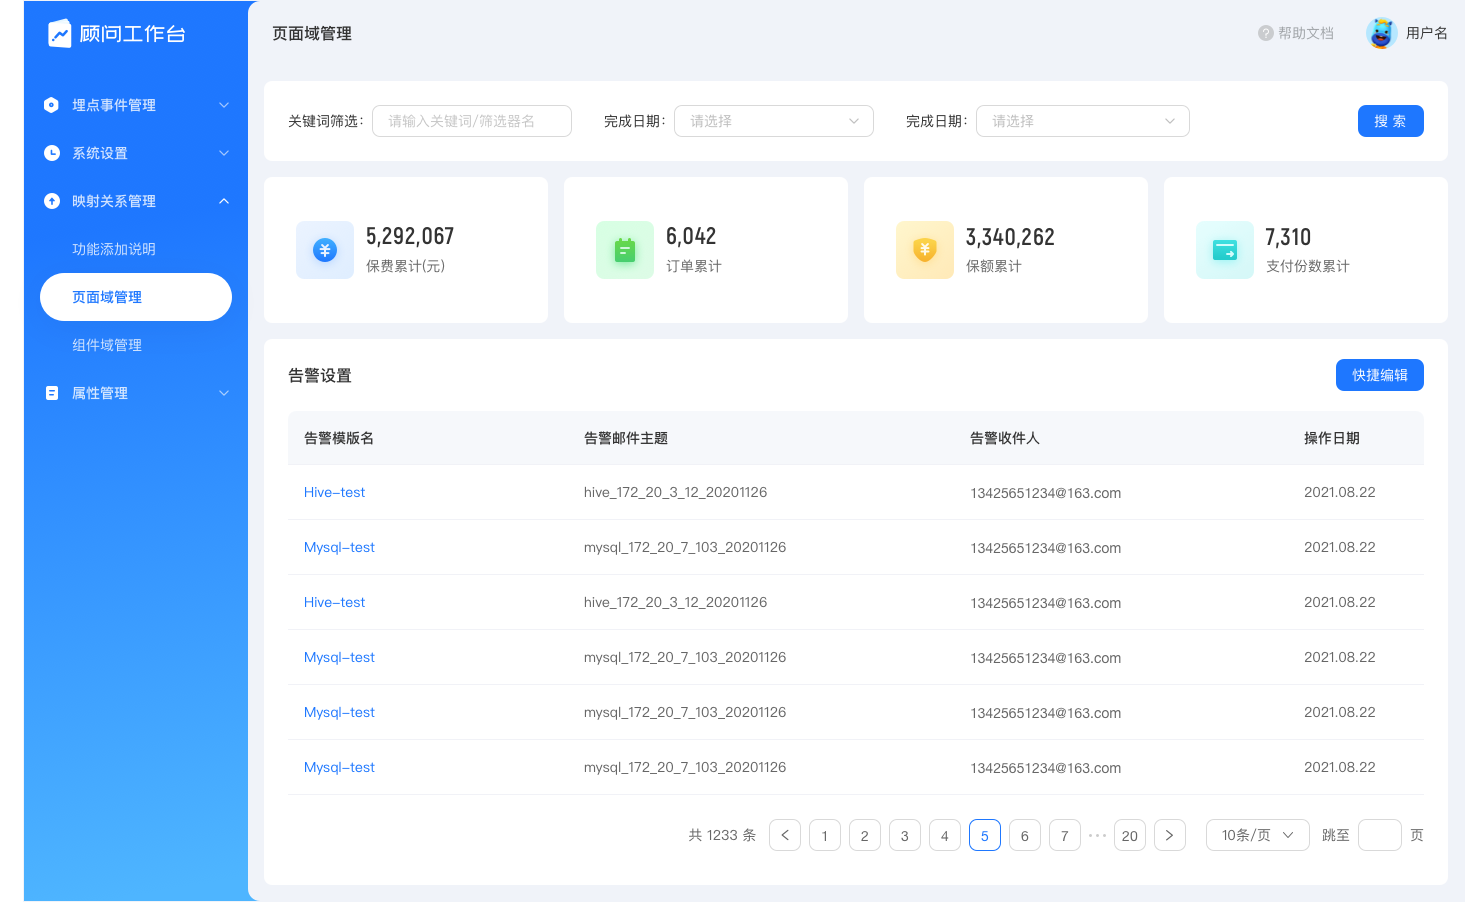 顾问工作台
页面域管理
帮助文档
用户名
埋点事件管理
系统设置
映射关系管理
功能添加说明
页面域管理
组件域管理
属性管理
关键词筛选: 请输入关键词/筛选器名
完成日期: 请选择
完成日期: 请选择
搜 索
5,292,067
保费累计(元)
6,042
订单累计
3,340,262
保额累计
7,310
支付份数累计
告警设置
快捷编辑
告警模版名 告警邮件主题 告警收件人 操作日期
Hive-test hive_172_20_3_12_20201126 13425651234@163.com 2021.08.22
Mysql-test mysql_172_20_7_103_20201126 13425651234@163.com 2021.08.22
Hive-test hive_172_20_3_12_20201126 13425651234@163.com 2021.08.22
Mysql-test mysql_172_20_7_103_20201126 13425651234@163.com 2021.08.22
Mysql-test mysql_172_20_7_103_20201126 13425651234@163.com 2021.08.22
Mysql-test mysql_172_20_7_103_20201126 13425651234@163.com 2021.08.22
共 1233 条 < 1 2 3 4 5 6 7 ··· 20 > 10条/页 跳至 页